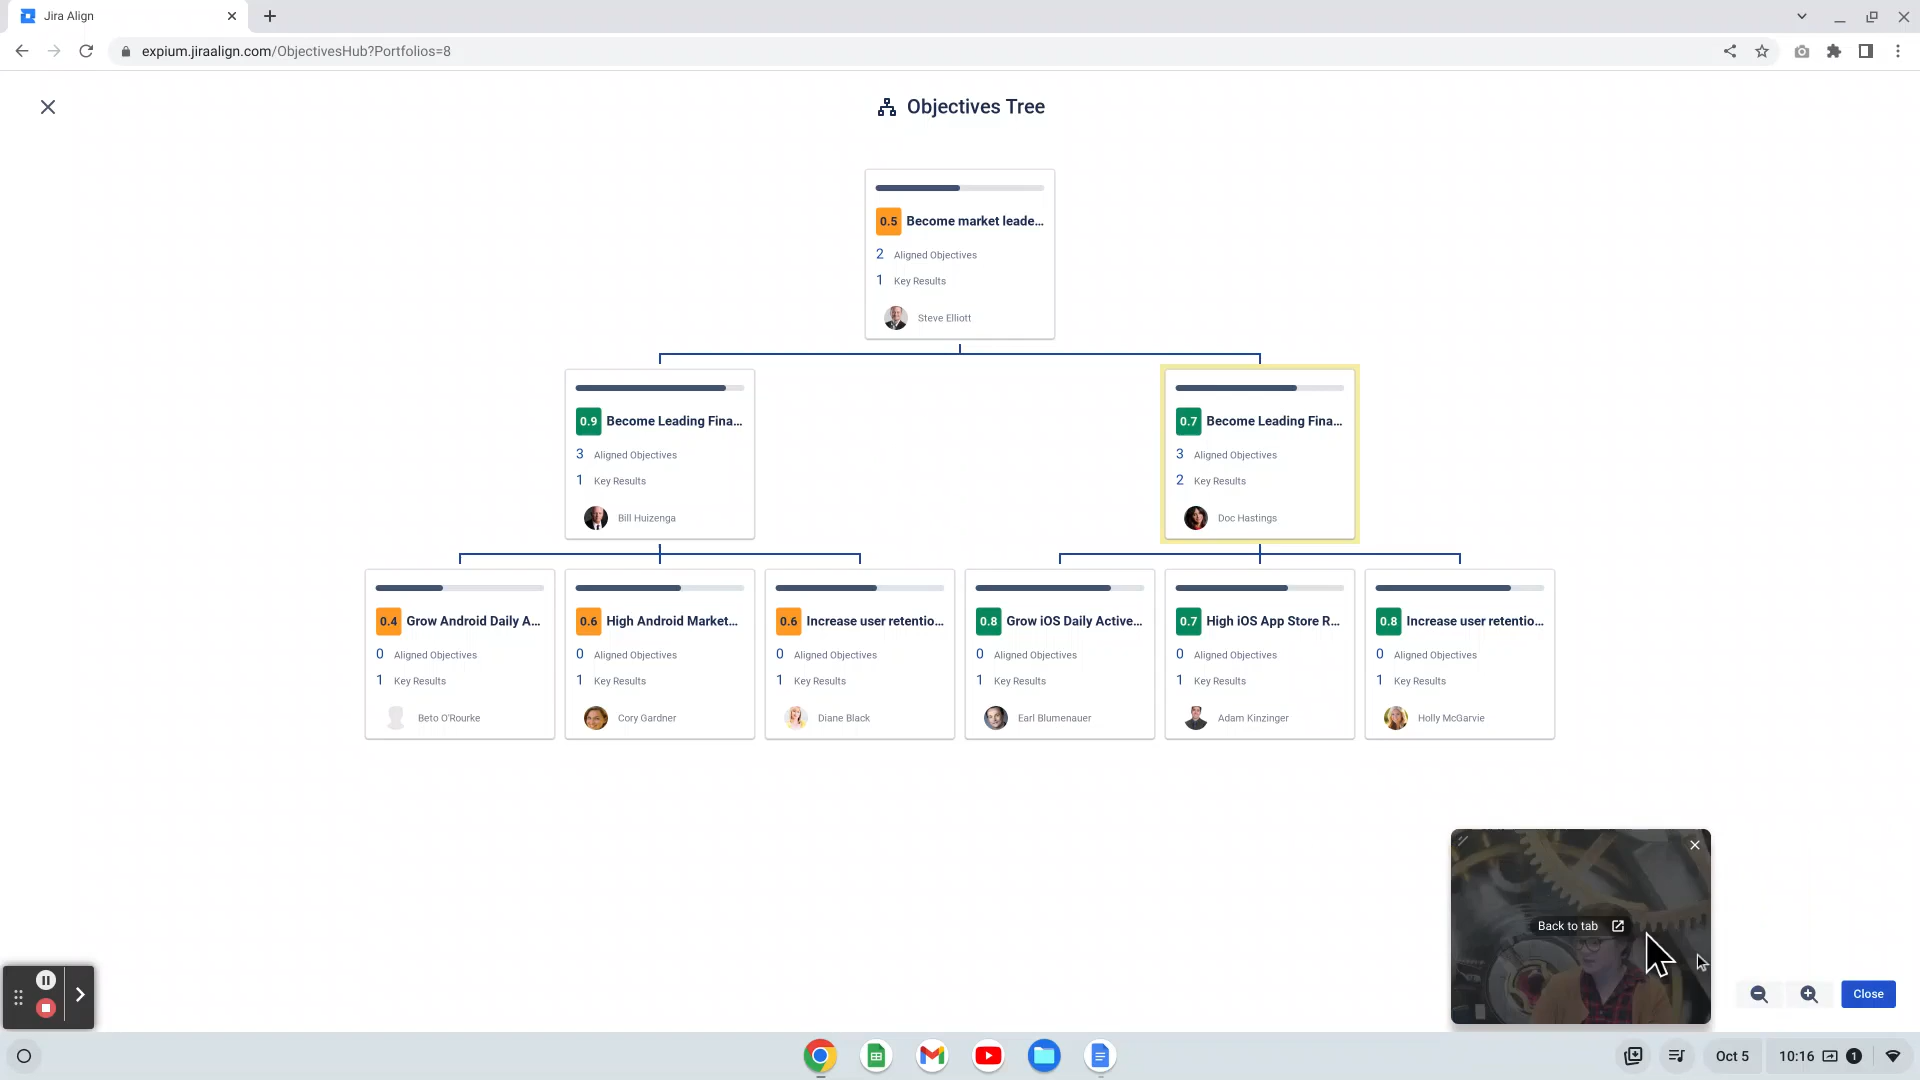 Jira Align
expium.jiraalign.com/ObjectivesHub?Portfolios=8
Objectives Tree
0.5 Become market leade...
2 Aligned Objectives
1 Key Results
Steve Elliott
0.9 Become Leading Fina...
3 Aligned Objectives
1 Key Results
Bill Huizenga
0.7 Become Leading Fina...
3 Aligned Objectives
2 Key Results
Doc Hastings
0.4 Grow Android Daily A...
0 Aligned Objectives
1 Key Results
Beto O'Rourke
0.6 High Android Market...
0 Aligned Objectives
1 Key Results
Cory Gardner
0.6 Increase user retentio...
0 Aligned Objectives
1 Key Results
Diane Black
0.8 Grow iOS Daily Active...
0 Aligned Objectives
1 Key Results
Earl Blumenauer
0.7 High iOS App Store R...
0 Aligned Objectives
1 Key Results
Adam Kinzinger
0.8 Increase user retentio...
0 Aligned Objectives
1 Key Results
Holly McGarvie
Back to tab
Close
Oct 5
10:16
1